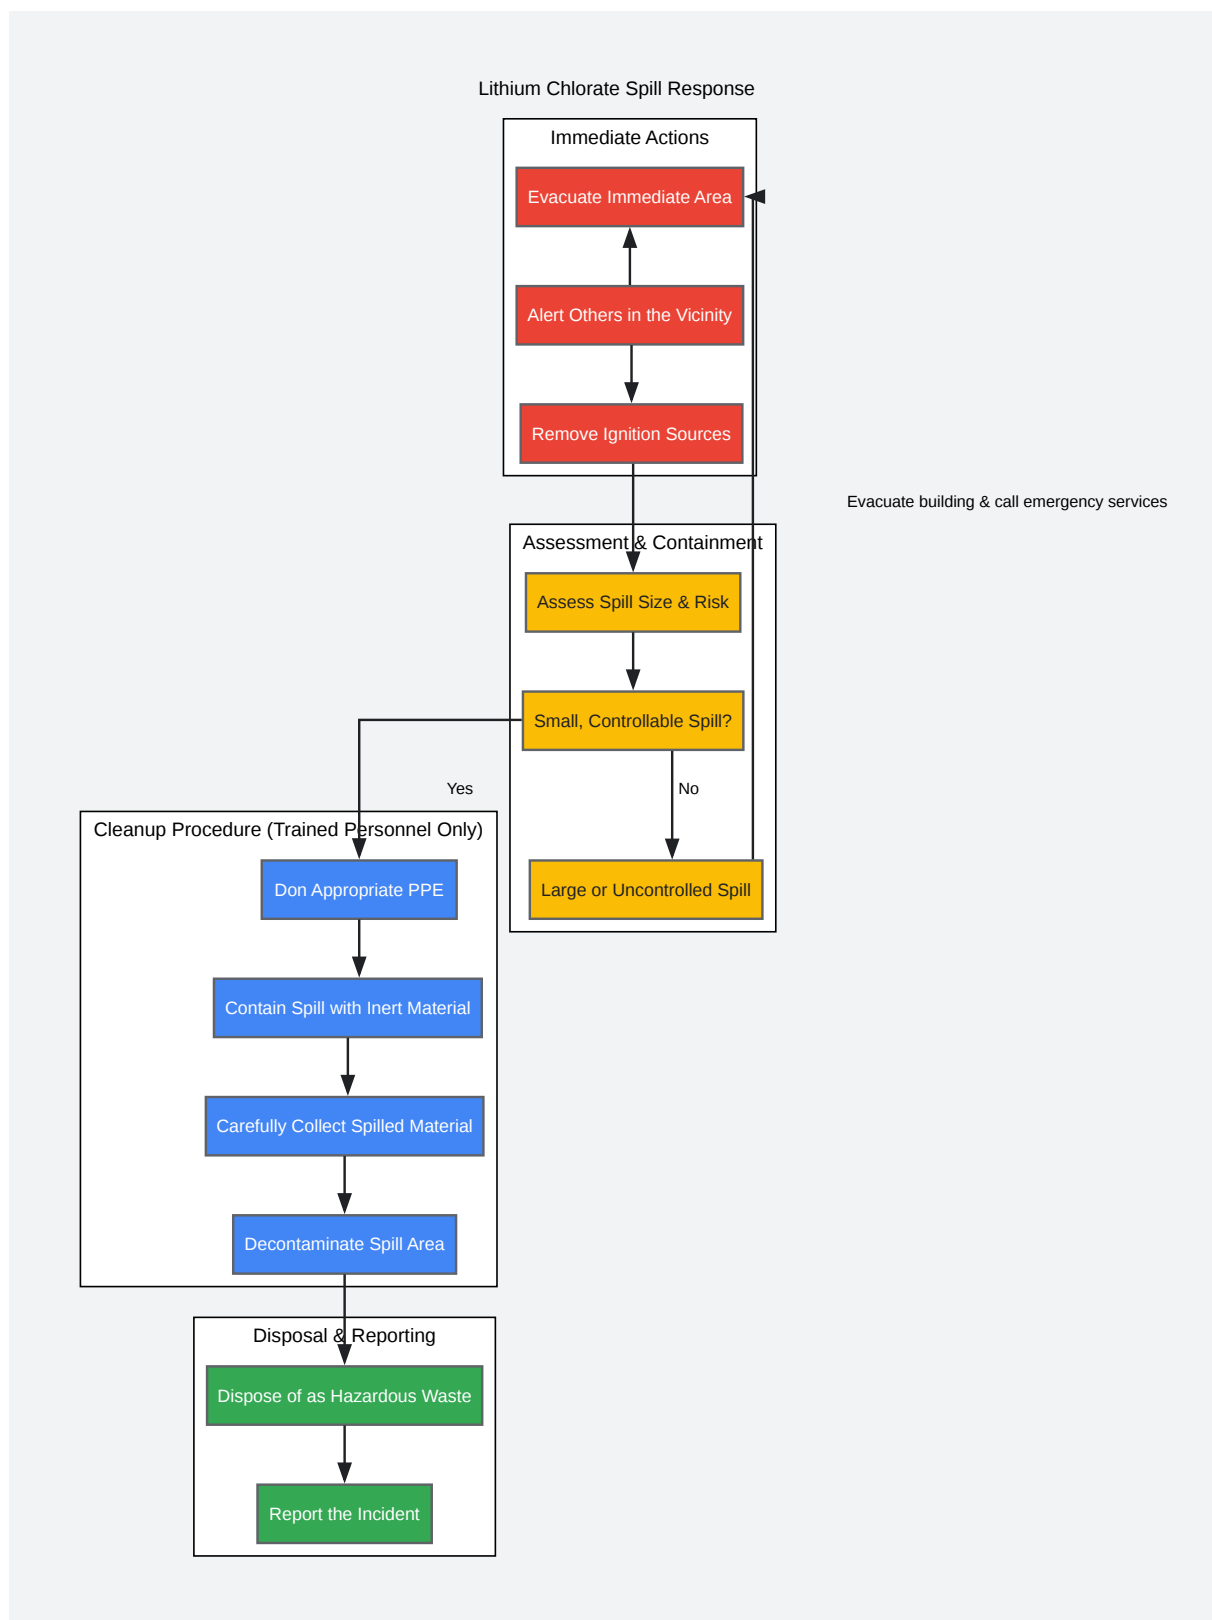 Lithium Chlorate Spill Response
Immediate Actions
Evacuate Immediate Area
Alert Others in the Vicinity
Remove Ignition Sources
Evacuate building & call emergency services
Assessment & Containment
Assess Spill Size & Risk
Small, Controllable Spill?
Yes
No
Large or Uncontrolled Spill
Cleanup Procedure (Trained Personnel Only)
Don Appropriate PPE
Contain Spill with Inert Material
Carefully Collect Spilled Material
Decontaminate Spill Area
Disposal & Reporting
Dispose of as Hazardous Waste
Report the Incident